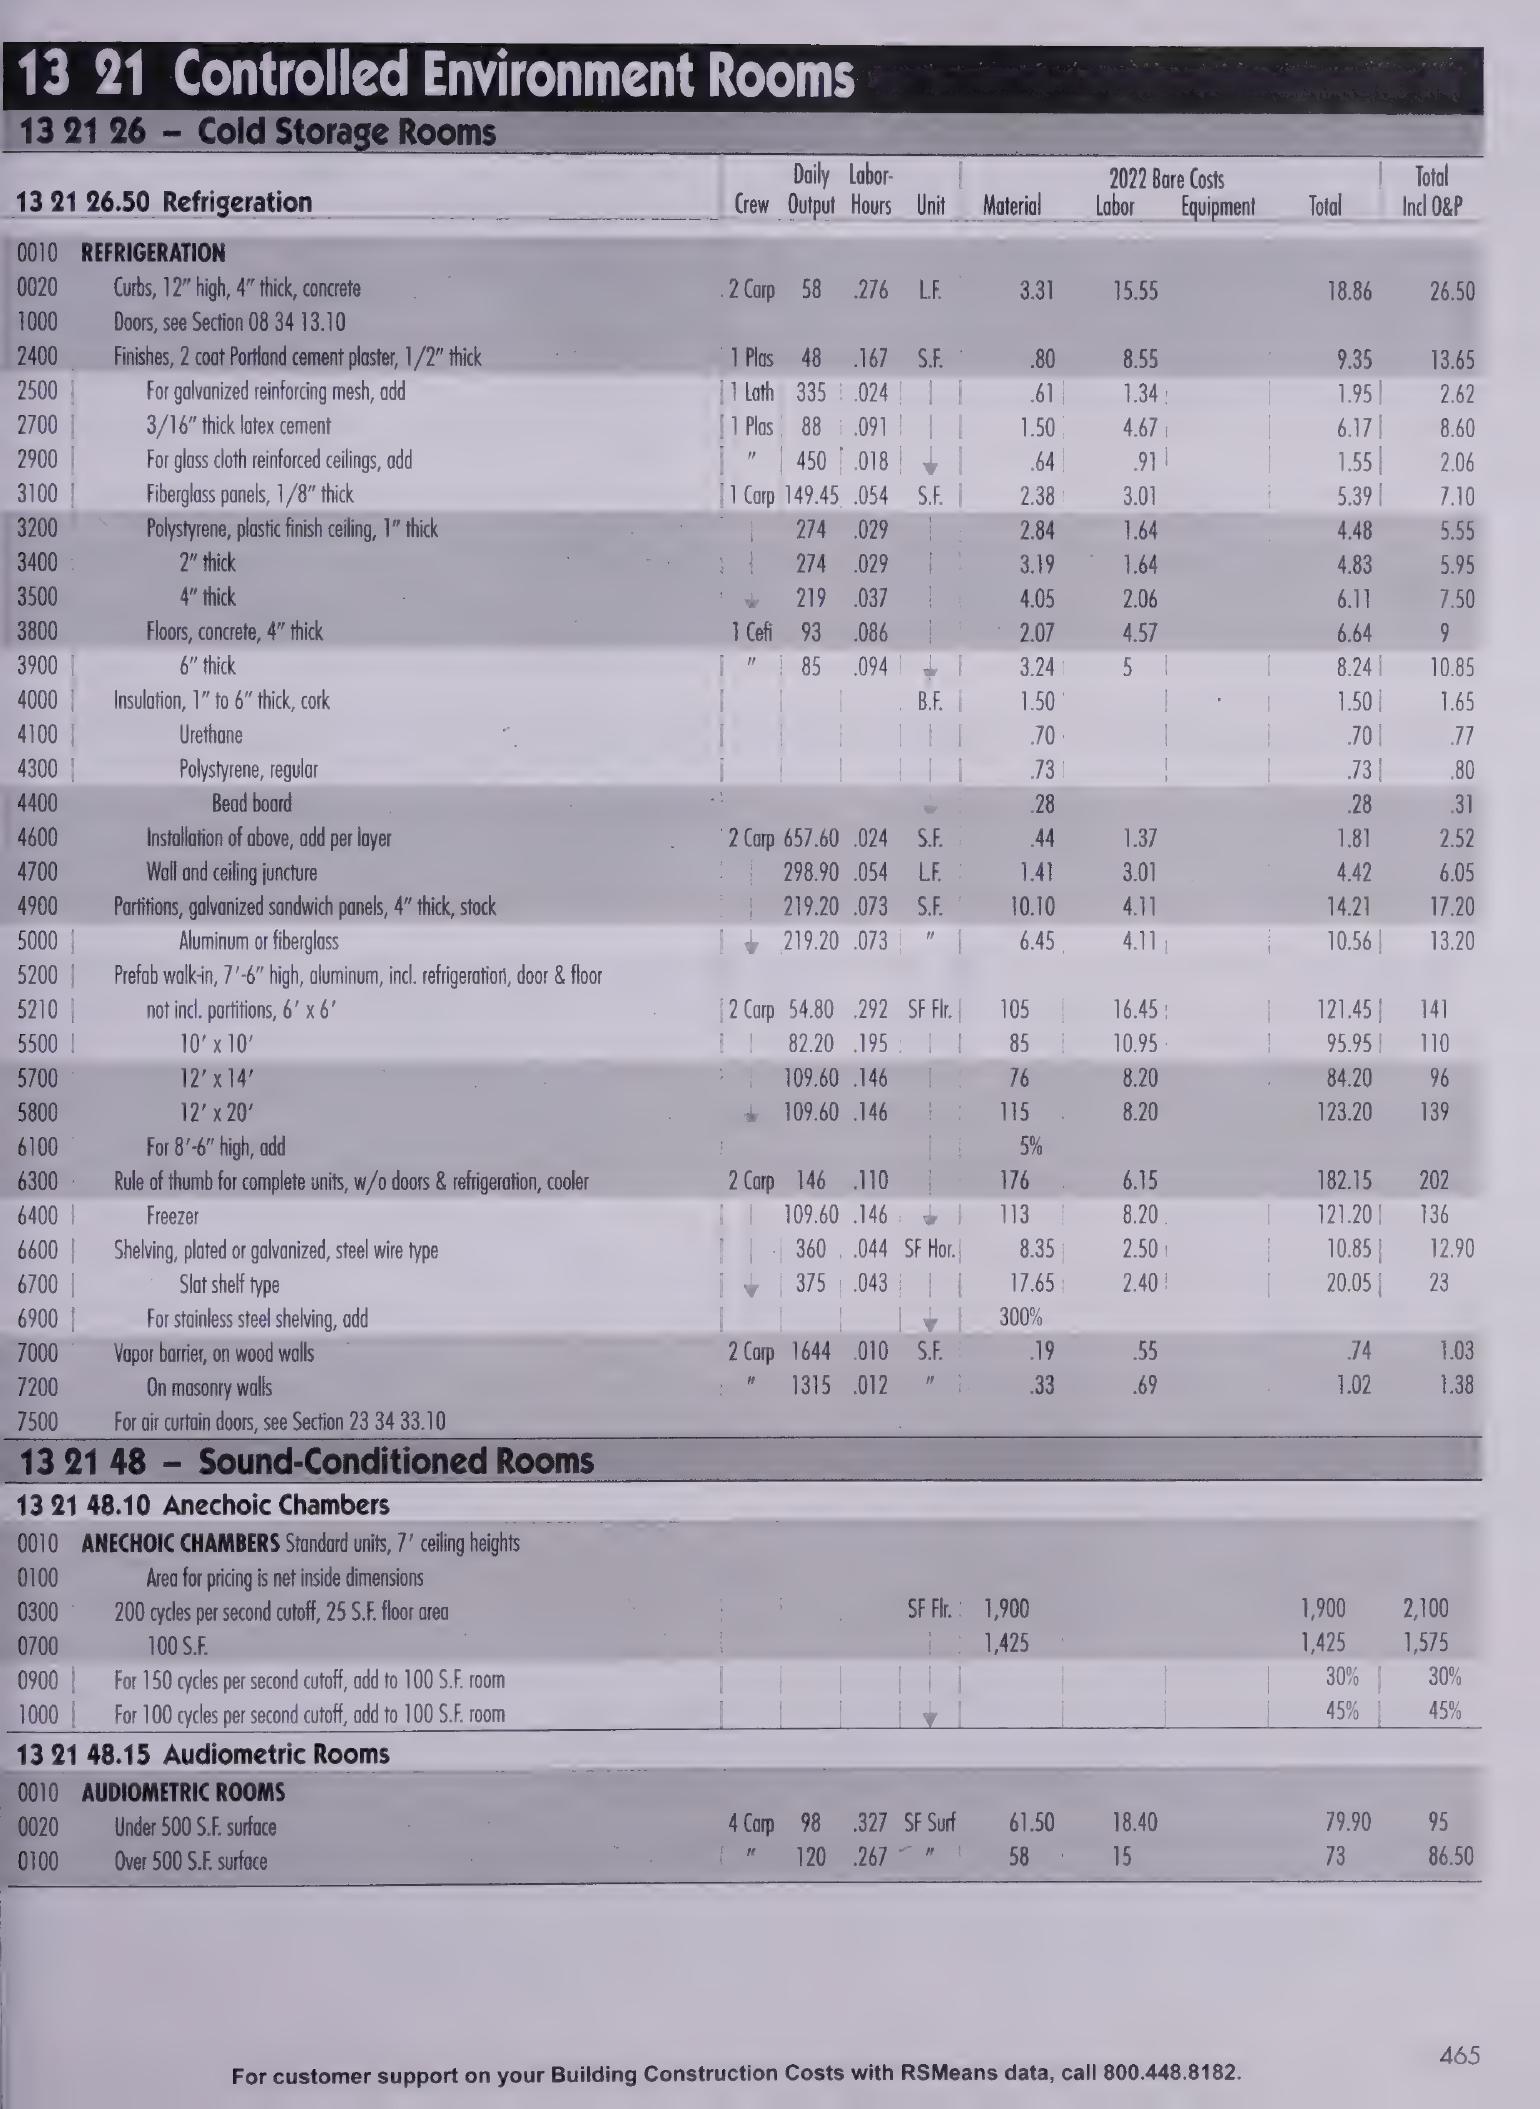 13 21 Controlled Environment Rooms
13 21 26 – Cold Storage Rooms
13 21 26.50 Refrigeration Crew Daily Output Labor-Hours Unit Material 2022 Bare Costs Labor Equipment Total Total Incl O&P
0010 REFRIGERATION
0020 Curbs, 12" high, 4" thick, concrete 2 Carp 58 .276 L.F. 3.31 15.55 18.86 26.50
1000 Doors, see Section 08 34 13.10
2400 Finishes, 2 coat Portland cement plaster, 1/2" thick 1 Plas 48 .167 S.F. .80 8.55 9.35 13.65
2500 For galvanized reinforcing mesh, add 1 Lath 335 .024 .61 1.34 1.95 2.62
2700 3/16" thick latex cement 1 Plas 88 .091 1.50 4.67 6.17 8.60
2900 For glass cloth reinforced ceilings, add " 450 .018 .64 .91 1.55 2.06
3100 Fiberglass panels, 1/8" thick 1 Carp 149.45 .054 S.F. 2.38 3.01 5.39 7.10
3200 Polystyrene, plastic finish ceiling, 1" thick 274 .029 2.84 1.64 4.48 5.55
3400 2" thick 274 .029 3.19 1.64 4.83 5.95
3500 4" thick 219 .037 4.05 2.06 6.11 7.50
3800 Floors, concrete, 4" thick 1 Cefi 93 .086 2.07 4.57 6.64 9
3900 6" thick " 85 .094 3.24 5 8.24 10.85
4000 Insulation, 1" to 6" thick, cork B.F. 1.50 1.50 1.65
4100 Urethane .70 .70 .77
4300 Polystyrene, regular .73 .73 .80
4400 Bead board .28 .28 .31
4600 Installation of above, add per layer 2 Carp 657.60 .024 S.F. .44 1.37 1.81 2.52
4700 Wall and ceiling juncture 298.90 .054 L.F. 1.41 3.01 4.42 6.05
4900 Partitions, galvanized sandwich panels, 4" thick, stock 219.20 .073 S.F. 10.10 4.11 14.21 17.20
5000 Aluminum or fiberglass 219.20 .073 " 6.45 4.11 10.56 13.20
5200 Prefab walk-in, 7'-6" high, aluminum, incl. refrigeration, door & floor
5210 not incl. partitions, 6' x 6' 2 Carp 54.80 .292 SF Flr. 105 16.45 121.45 141
5500 10' x 10' 82.20 .195 85 10.95 95.95 110
5700 12' x 14' 109.60 .146 76 8.20 84.20 96
5800 12' x 20' 109.60 .146 115 8.20 123.20 139
6100 For 8'-6" high, add 5%
6300 Rule of thumb for complete units, w/o doors & refrigeration, cooler 2 Carp 146 .110 176 6.15 182.15 202
6400 Freezer 109.60 .146 113 8.20 121.20 136
6600 Shelving, plated or galvanized, steel wire type 360 .044 SF Hor. 8.35 2.50 10.85 12.90
6700 Slat shelf type 375 .043 17.65 2.40 20.05 23
6900 For stainless steel shelving, add 300%
7000 Vapor barrier, on wood walls 2 Carp 1644 .010 S.F. .19 .55 .74 1.03
7200 On masonry walls " 1315 .012 " .33 .69 1.02 1.38
7500 For air curtain doors, see Section 23 34 33.10
13 21 48 – Sound-Conditioned Rooms
13 21 48.10 Anechoic Chambers
0010 ANECHOIC CHAMBERS Standard units, 7' ceiling heights
0100 Area for pricing is net inside dimensions
0300 200 cycles per second cutoff, 25 S.F. floor area SF Flr. 1,900 1,900 2,100
0700 100 S.F. 1,425 1,425 1,575
0900 For 150 cycles per second cutoff, add to 100 S.F. room 30% 30%
1000 For 100 cycles per second cutoff, add to 100 S.F. room 45% 45%
13 21 48.15 Audiometric Rooms
0010 AUDIOMETRIC ROOMS
0020 Under 500 S.F. surface 4 Carp 98 .327 SF Surf 61.50 18.40 79.90 95
0100 Over 500 S.F. surface " 120 .267 " 58 15 73 86.50
For customer support on your Building Construction Costs with RSMeans data, call 800.448.8182.
465